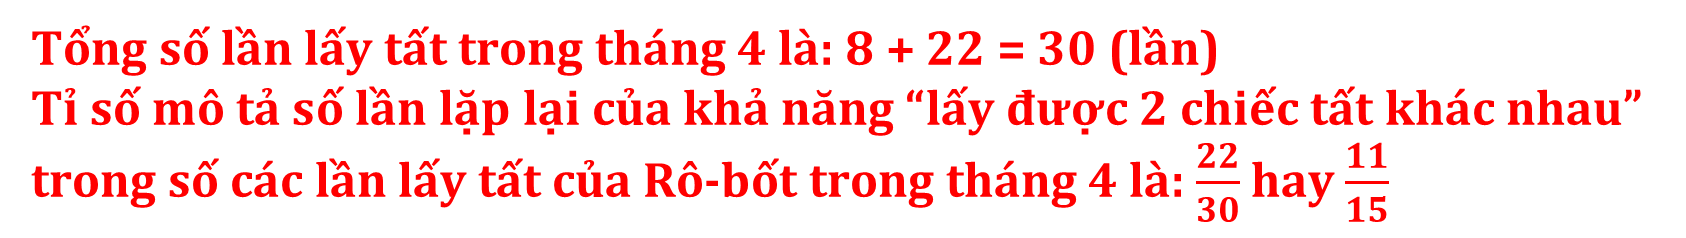 Tổng số lần lấy tất trong tháng 4 là: 8 + 22 = 30 (lần)
Tỉ số mô tả số lần lặp lại của khả năng “lấy được 2 chiếc tất khác nhau”
trong số các lần lấy tất của Rô-bốt trong tháng 4 là: 22/30 hay 11/15